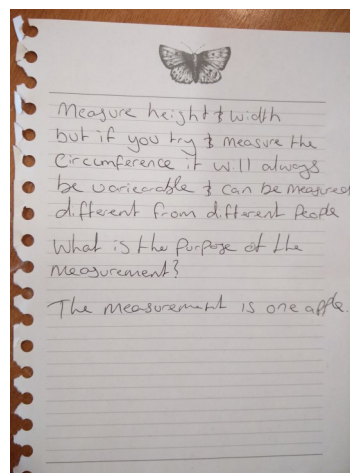 Measure height & width
but if you try & measure the
Circumference it will always
be varierable & can be measured
different from different People
What is the Purpose of the
Measurement?
The measurement is one apple.